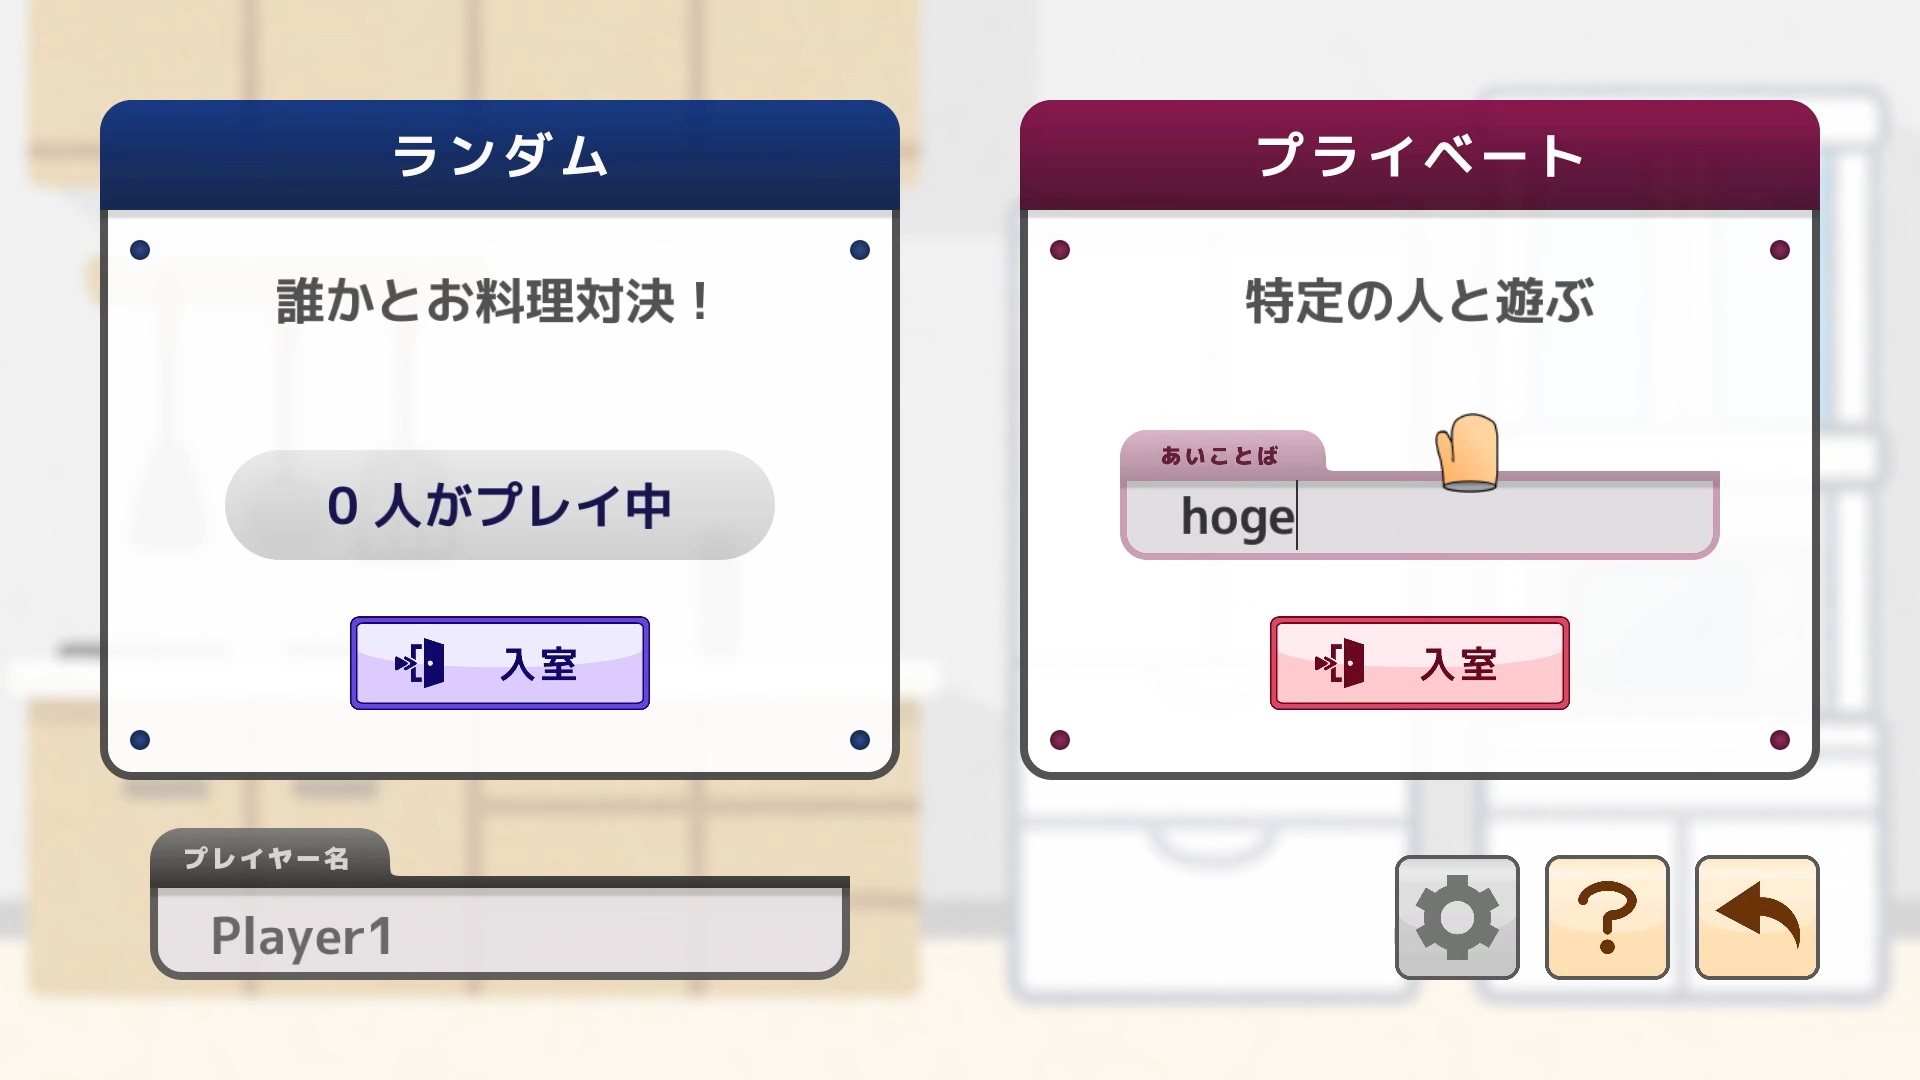 ランダム
誰かとお料理対決！
0 人がプレイ中
入室
プライベート
特定の人と遊ぶ
あいことば
hoge
入室
プレイヤー名
Player1
?